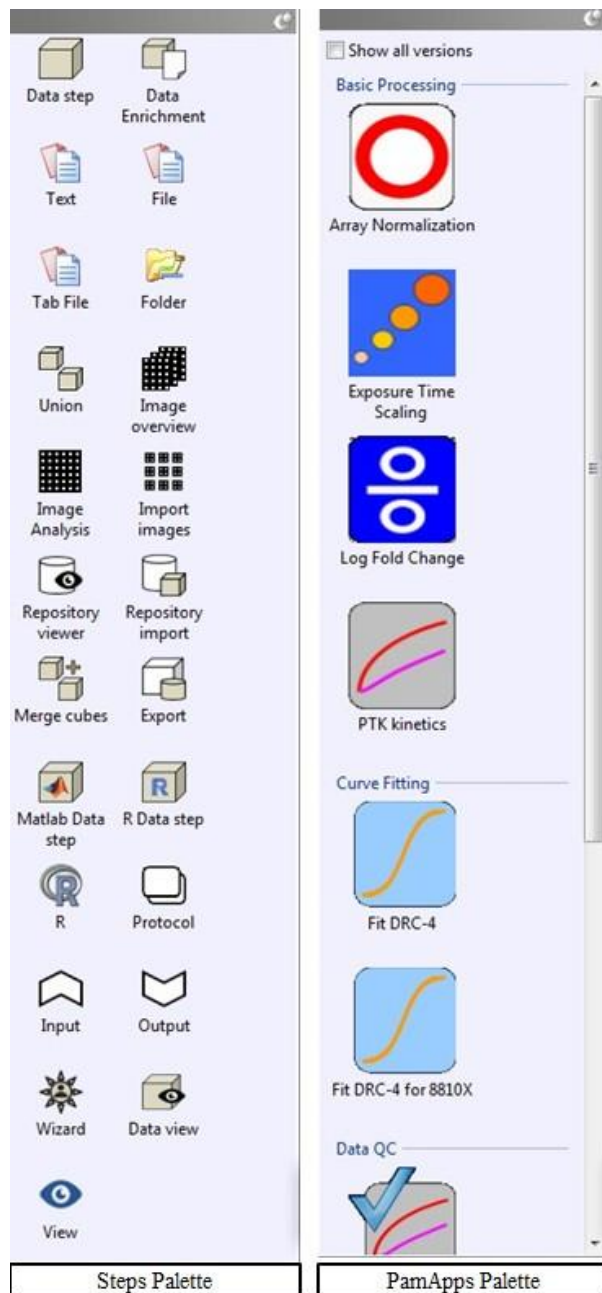 Data step
Data
Enrichment
Text
File
Tab File
Folder
Union
Image
overview
Image
Analysis
Import
images
Repository
viewer
Repository
import
Merge cubes
Export
Matlab Data
step
R Data step
R
R
R
Protocol
Input
Output
Wizard
Data view
View
Steps Palette
Show all versions
Basic Processing
Array Normalization
Exposure Time
Scaling
Log Fold Change
PTK kinetics
Curve Fitting
Fit DRC-4
Fit DRC-4 for 8810X
Data QC
PamApps Palette